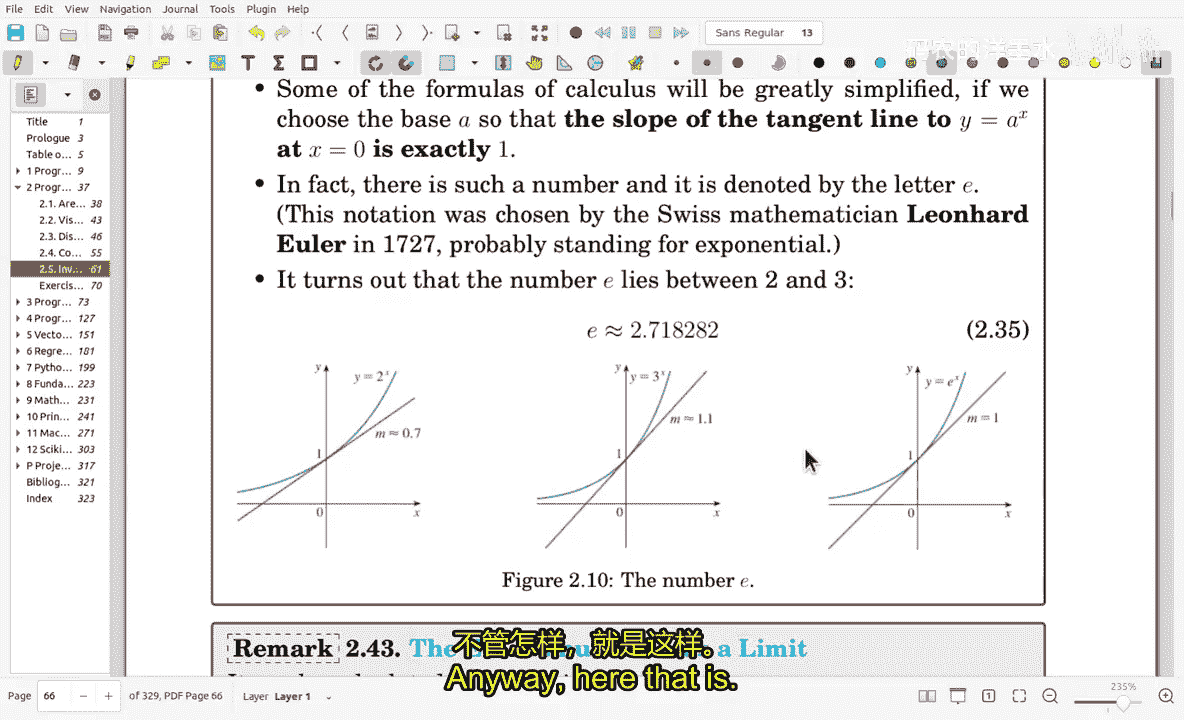 File Edit View Navigation Journal Tools Plugin Help
Sans Regular 13
Title 1
Prologue 3
Table o... 5
1 Progr... 9
2 Progr... 37
2.1. Are... 38
2.2. Vis... 43
2.3. Dis... 46
2.4. Co... 55
2.5. Inv... 61
Exercis... 70
3 Progr... 73
4 Progr... 127
5 Vecto... 151
6 Regre... 181
7 Pytho... 199
8 Funda... 223
9 Math... 231
10 Prin... 241
11 Mac... 271
12 Sciki... 303
P Proje... 317
Bibliog... 321
Index 323
• Some of the formulas of calculus will be greatly simplified, if we
choose the base a so that the slope of the tangent line to y = aˣ
at x = 0 is exactly 1.
• In fact, there is such a number and it is denoted by the letter e.
(This notation was chosen by the Swiss mathematician Leonhard
Euler in 1727, probably standing for exponential.)
• It turns out that the number e lies between 2 and 3:
e ≈ 2.718282 (2.35)
y y = 2ˣ m ≈ 0.7 1 0 x
y y = 3ˣ m ≈ 1.1 1 0 x
y y = eˣ m = 1 1 0 x
Figure 2.10: The number e.
Remark 2.43. The a Limit
不管怎样，就是这样。
Anyway, here that is.
Page 66 of 329, PDF Page 66 Layer Layer 1 235%